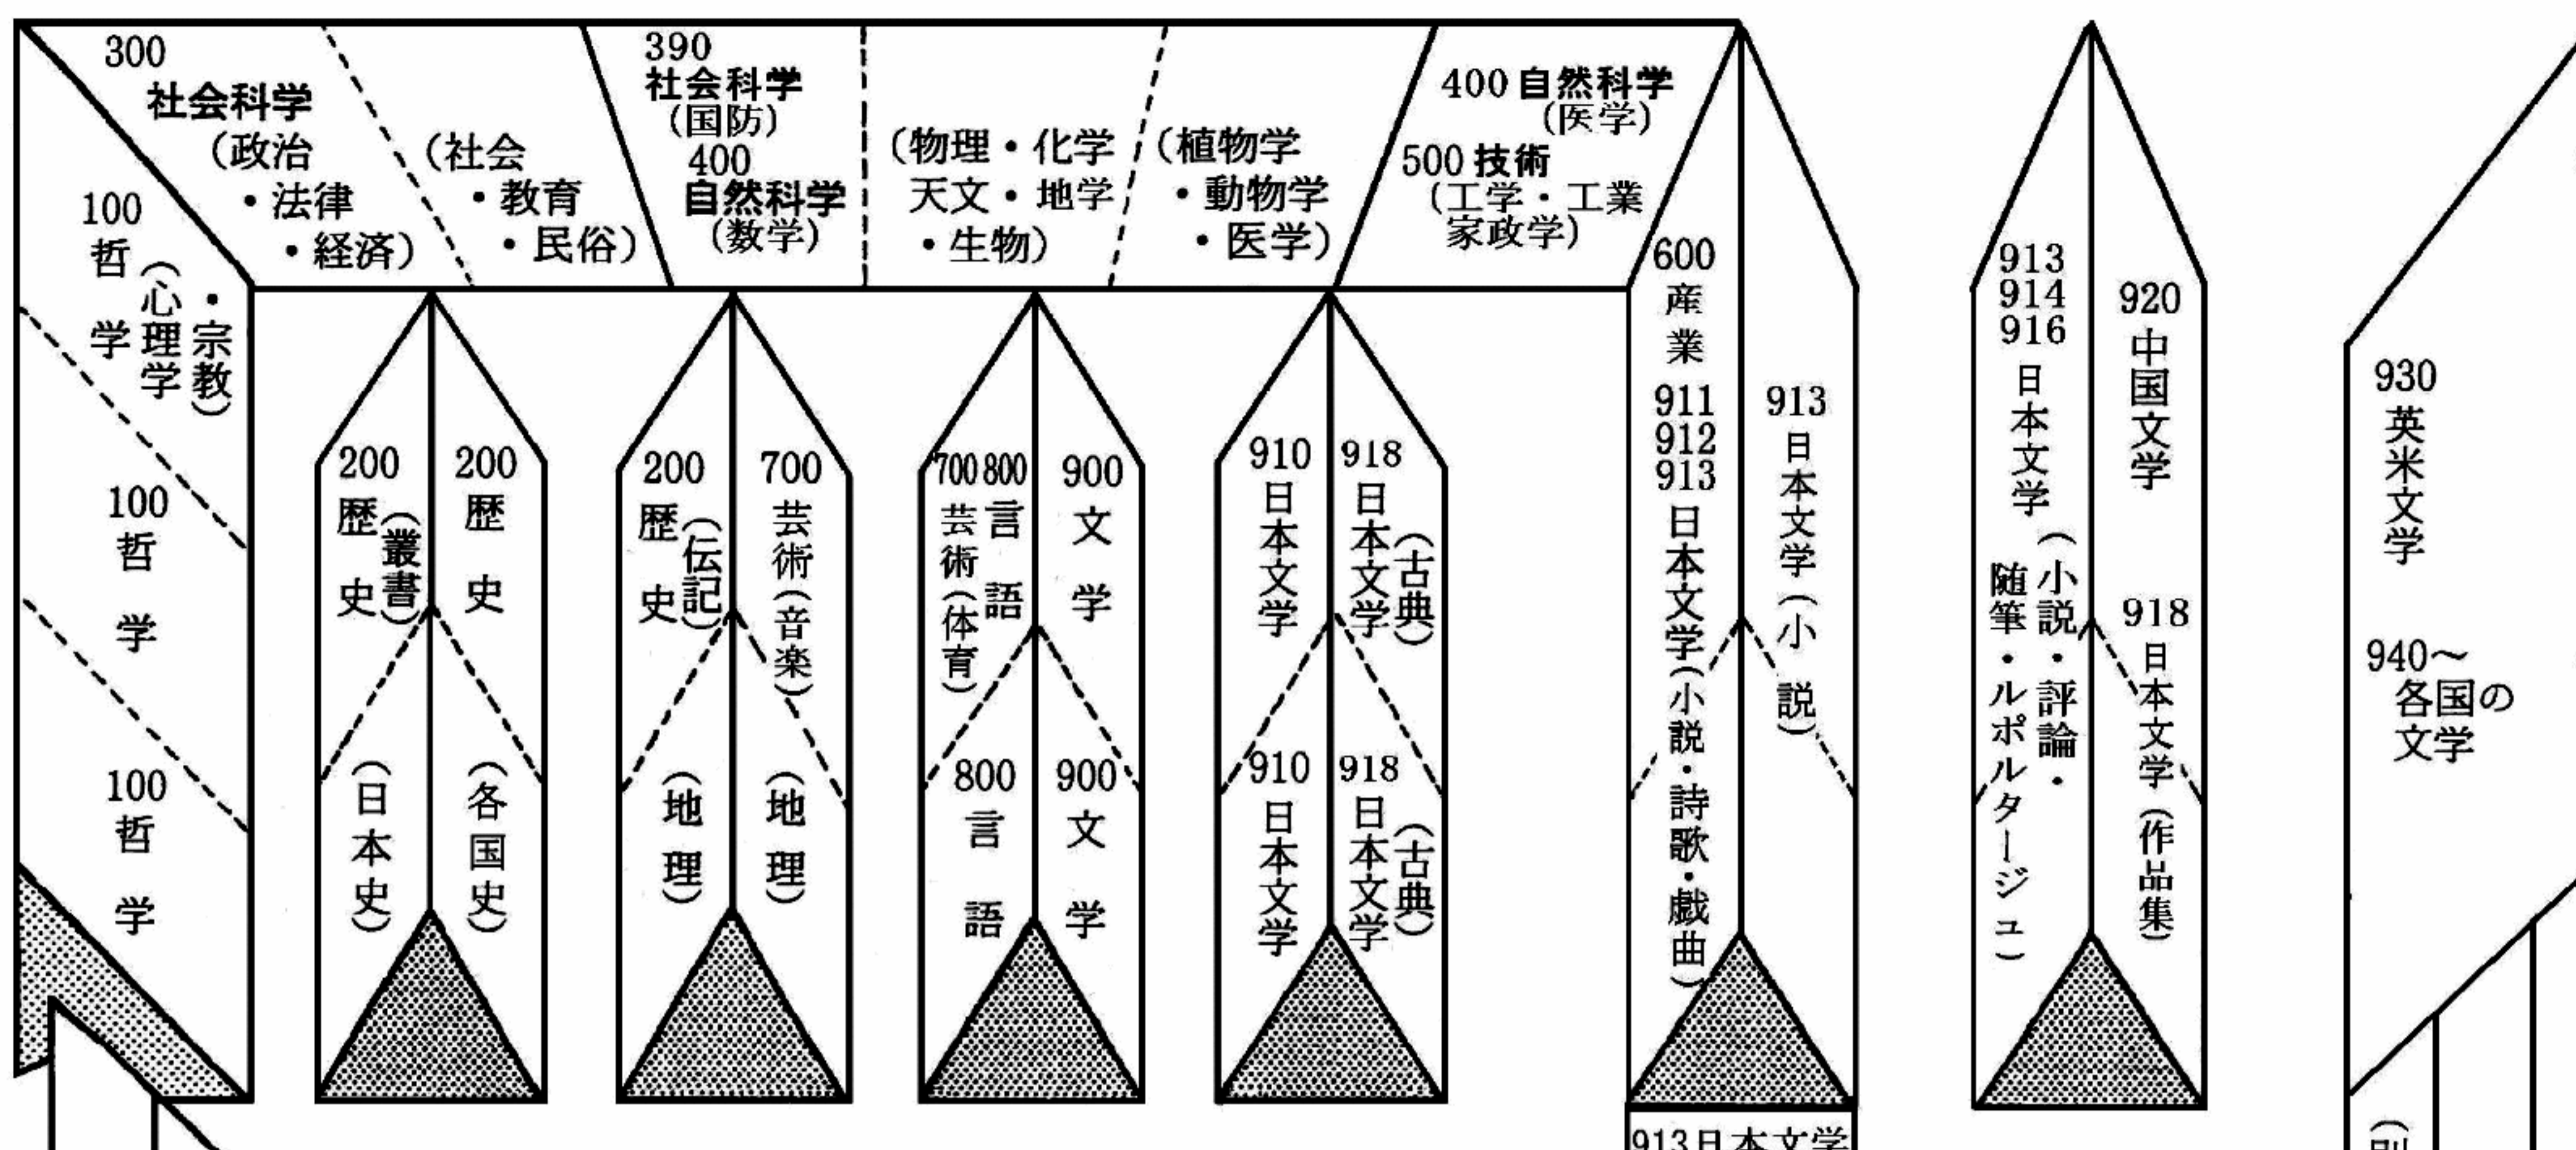 300
社会科学
(政治
・法律
・経済)
(社会
・教育
・民俗)
390
社会科学
(国防)
400
自然科学
(数学)
(物理・化学
天文・地学
・生物)
(植物学
・動物学
・医学)
400 自然科学
(医学)
500 技術
(工学・工業
家政学)
100
哲学
(心理学
・宗教)
100
哲学
100
哲学
200
歴史
(叢書)
(日本史)
200
歴史
(各国史)
200
歴史
(伝記)
(地理)
700
芸術(音楽)
(地理)
700
芸術(体育)
800
言語
800
言語
900
文学
900
文学
910
日本文学
910
日本文学
918
日本文学
(古典)
918
日本文学
(古典)
600
産業
911
912
913
日本文学(小説・詩歌・戯曲)
913
日本文学(小説)
913日本文学
913
914
916
日本文学
(小説・評論・
随筆・ルポルタージュ)
920
中国文学
918
日本文学(作品集)
930
英米文学
940～
各国の
文学